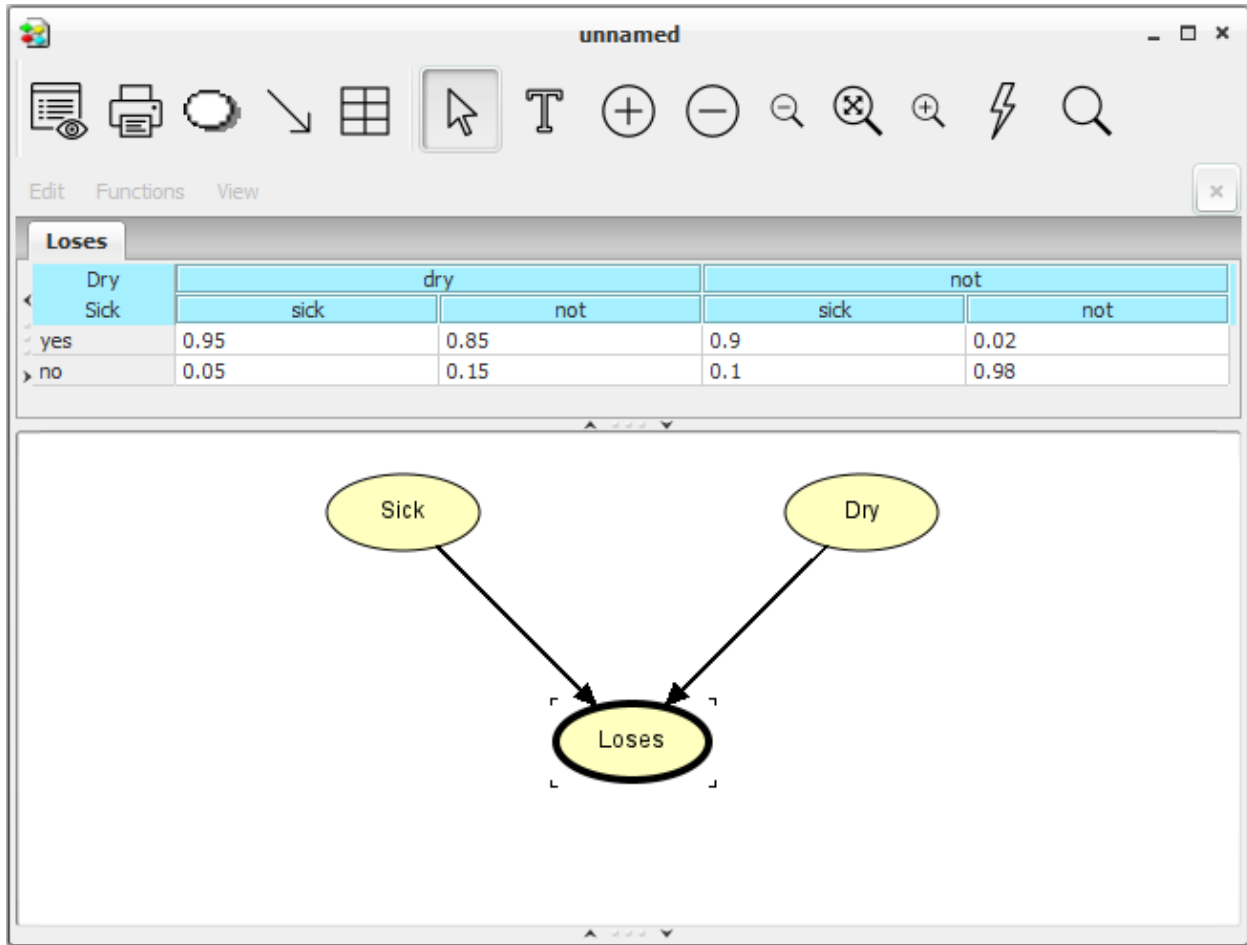 unnamed
T
Edit Functions View
Loses
Dry dry not
Sick sick not sick not
yes 0.95 0.85 0.9 0.02
no 0.05 0.15 0.1 0.98
Sick Dry
Loses